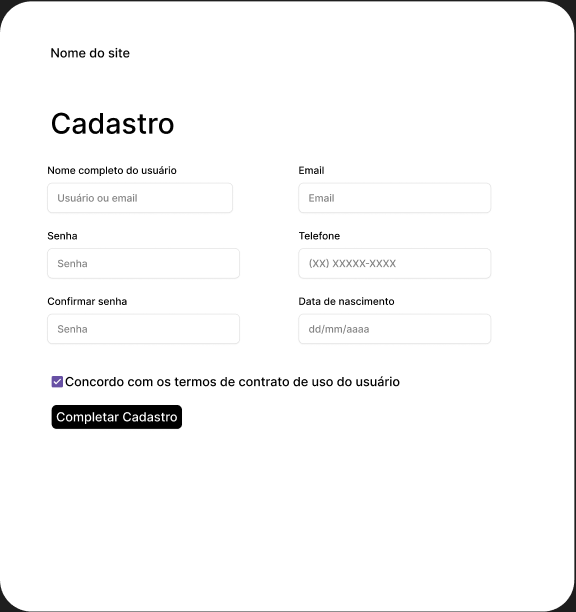 Nome do site
Cadastro
Nome completo do usuário
Usuário ou email
Email
Email
Senha
Senha
Telefone
(XX) XXXXX-XXXX
Confirmar senha
Senha
Data de nascimento
dd/mm/aaaa
Concordo com os termos de contrato de uso do usuário
Completar Cadastro